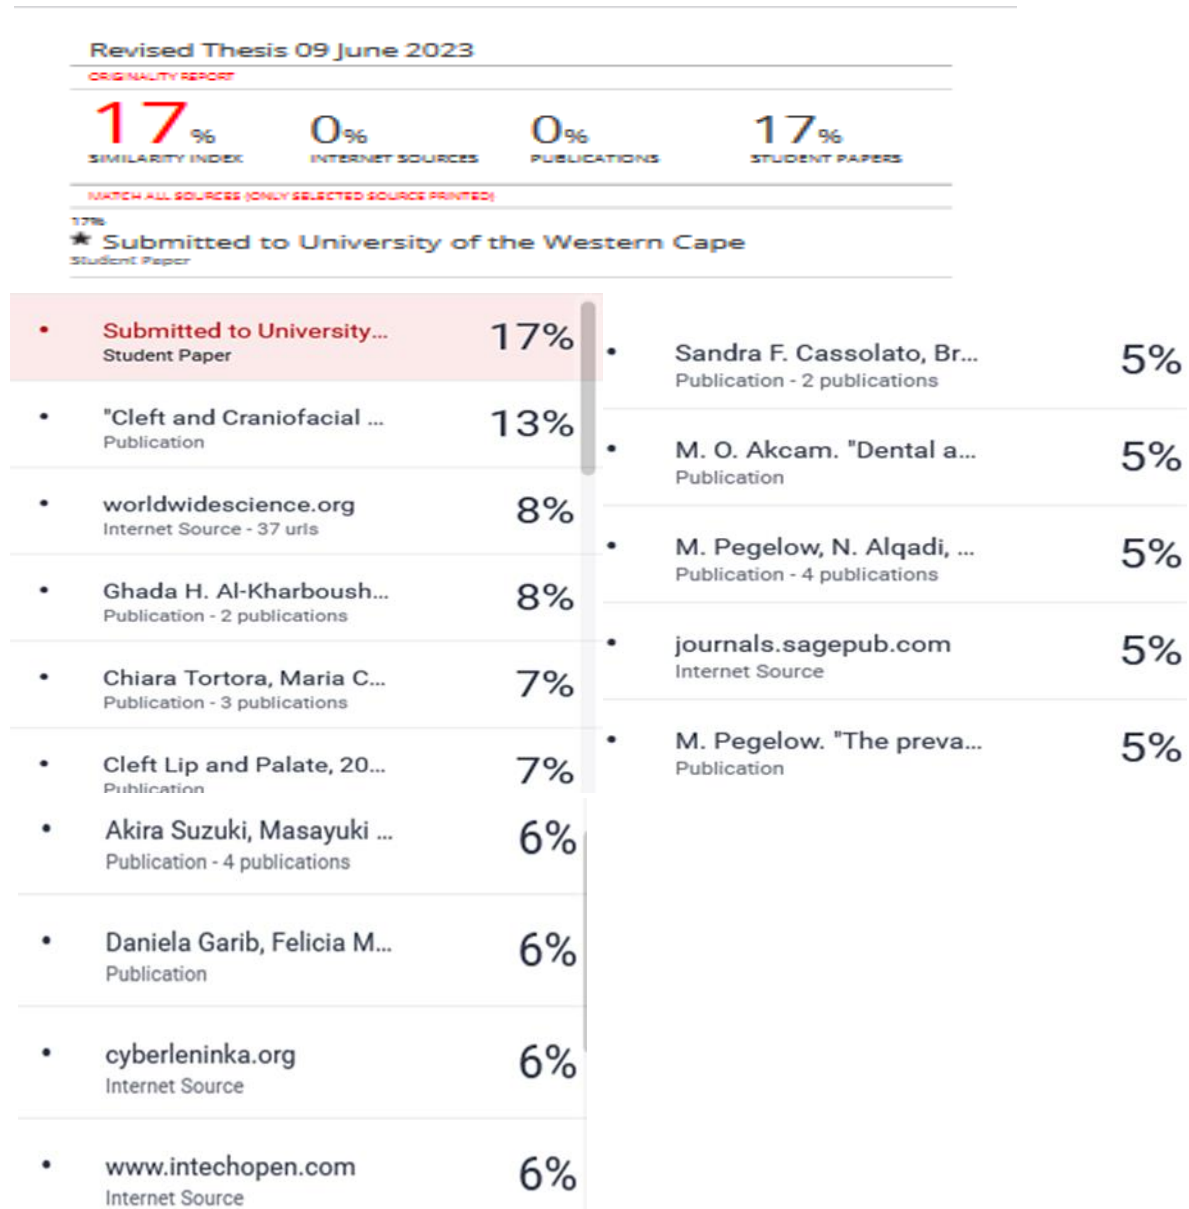 Revised Thesis 09 June 2023
ORIGINALITY REPORT
17% 0% 0% 17%
SIMILARITY INDEX INTERNET SOURCES PUBLICATIONS STUDENT PAPERS
MATCH ALL SOURCES (ONLY SELECTED SOURCE PRINTED)
17%
★ Submitted to University of the Western Cape
Student Paper
• Submitted to University... 17%
Student Paper
• "Cleft and Craniofacial ... 13%
Publication
• worldwidescience.org 8%
Internet Source - 37 urls
• Ghada H. Al-Kharboush... 8%
Publication - 2 publications
• Chiara Tortora, Maria C... 7%
Publication - 3 publications
• Cleft Lip and Palate, 20... 7%
Publication
• Akira Suzuki, Masayuki ... 6%
Publication - 4 publications
• Daniela Garib, Felicia M... 6%
Publication
• cyberleninka.org 6%
Internet Source
• www.intechopen.com 6%
Internet Source
• Sandra F. Cassolato, Br... 5%
Publication - 2 publications
• M. O. Akcam. "Dental a... 5%
Publication
• M. Pegelow, N. Alqadi, ... 5%
Publication - 4 publications
• journals.sagepub.com 5%
Internet Source
• M. Pegelow. "The preva... 5%
Publication